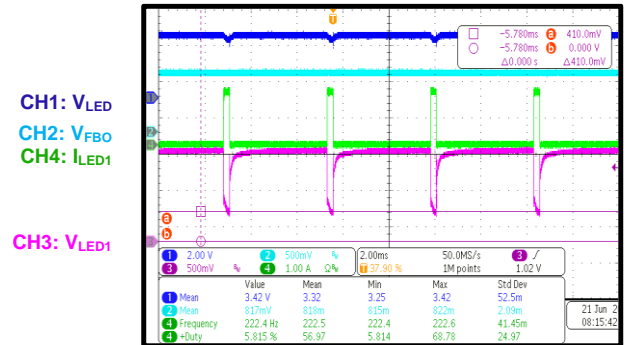 T
−5.780ms a 410.0mV
−5.780ms b 0.000 V
Δ0.000 s Δ410.0mV
CH1: VLED
CH2: VFBO
CH4: ILED1
CH3: VLED1
1
2
4
3
a
b
1 2.00 V 2 500mV 2.00ms 50.0MS/s 3
3 500mV 4 1.00 A Ω T 37.90 % 1M points 1.02 V
Value Mean Min Max Std Dev
1 Mean 3.42 V 3.32 3.25 3.42 52.5m
2 Mean 817mV 818m 815m 822m 2.09m
4 Frequency 222.4 Hz 222.5 222.4 222.6 41.45m
4 +Duty 5.815 % 56.97 5.814 68.78 24.97
21 Jun 2
08:15:42